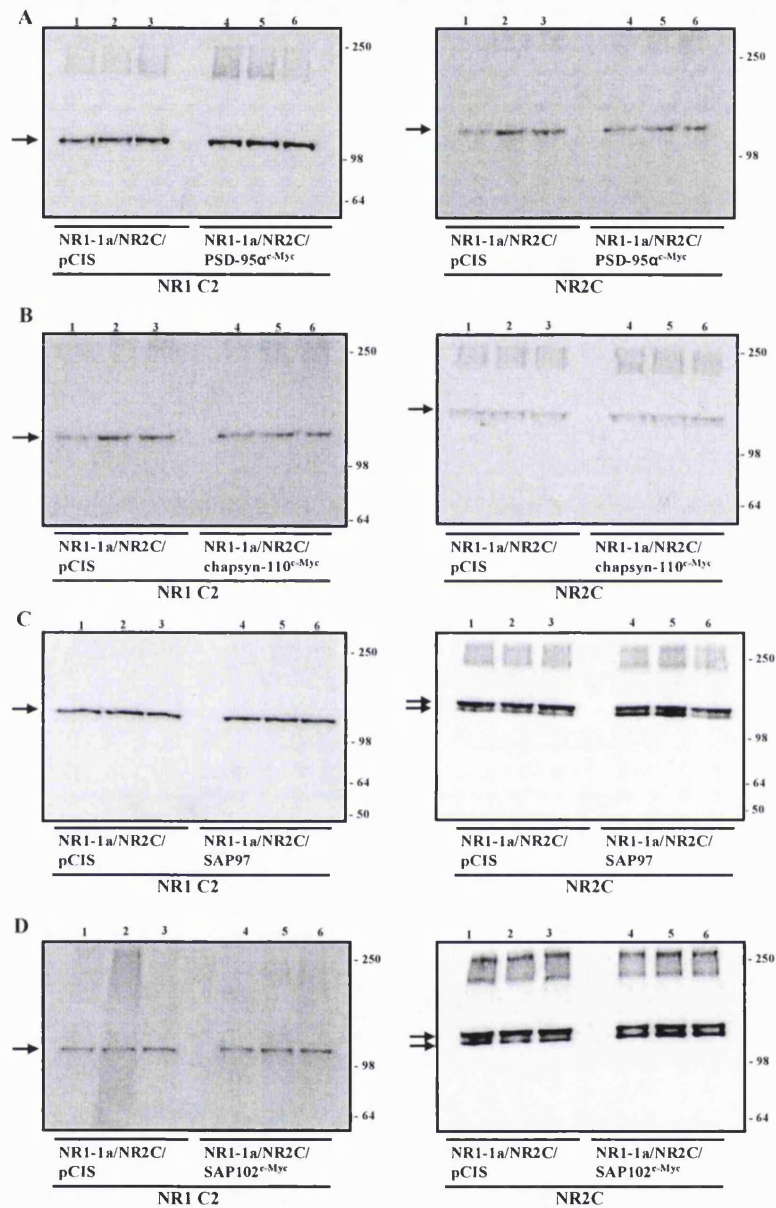 A
1 2 3 4 5 6
- 250
- 98
- 64
NR1-1a/NR2C/ NR1-1a/NR2C/
pCIS PSD-95α^c-Myc
NR1 C2
1 2 3 4 5 6
- 250
- 98
NR1-1a/NR2C/ NR1-1a/NR2C/
pCIS PSD-95α^c-Myc
NR2C
B
1 2 3 4 5 6
- 250
- 98
- 64
NR1-1a/NR2C/ NR1-1a/NR2C/
pCIS chapsyn-110^c-Myc
NR1 C2
1 2 3 4 5 6
- 250
- 98
- 64
NR1-1a/NR2C/ NR1-1a/NR2C/
pCIS chapsyn-110^c-Myc
NR2C
C
1 2 3 4 5 6
- 250
- 98
- 64
- 50
NR1-1a/NR2C/ NR1-1a/NR2C/
pCIS SAP97
NR1 C2
1 2 3 4 5 6
- 250
- 98
- 64
- 50
NR1-1a/NR2C/ NR1-1a/NR2C/
pCIS SAP97
NR2C
D
1 2 3 4 5 6
- 250
- 98
- 64
NR1-1a/NR2C/ NR1-1a/NR2C/
pCIS SAP102^c-Myc
NR1 C2
1 2 3 4 5 6
- 250
- 98
- 64
NR1-1a/NR2C/ NR1-1a/NR2C/
pCIS SAP102^c-Myc
NR2C